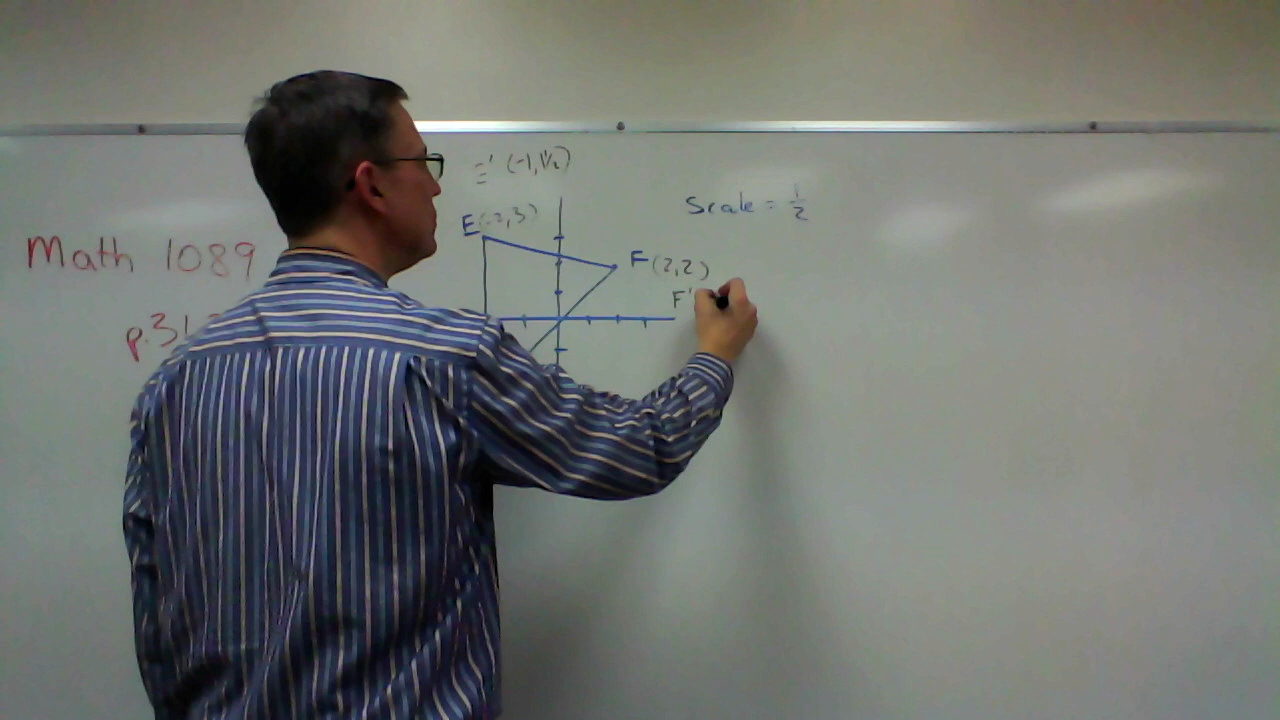 E' (-1,1½)
Scale = ½
E(-2,3)
Math 1089
F (2,2)
F'
p.31